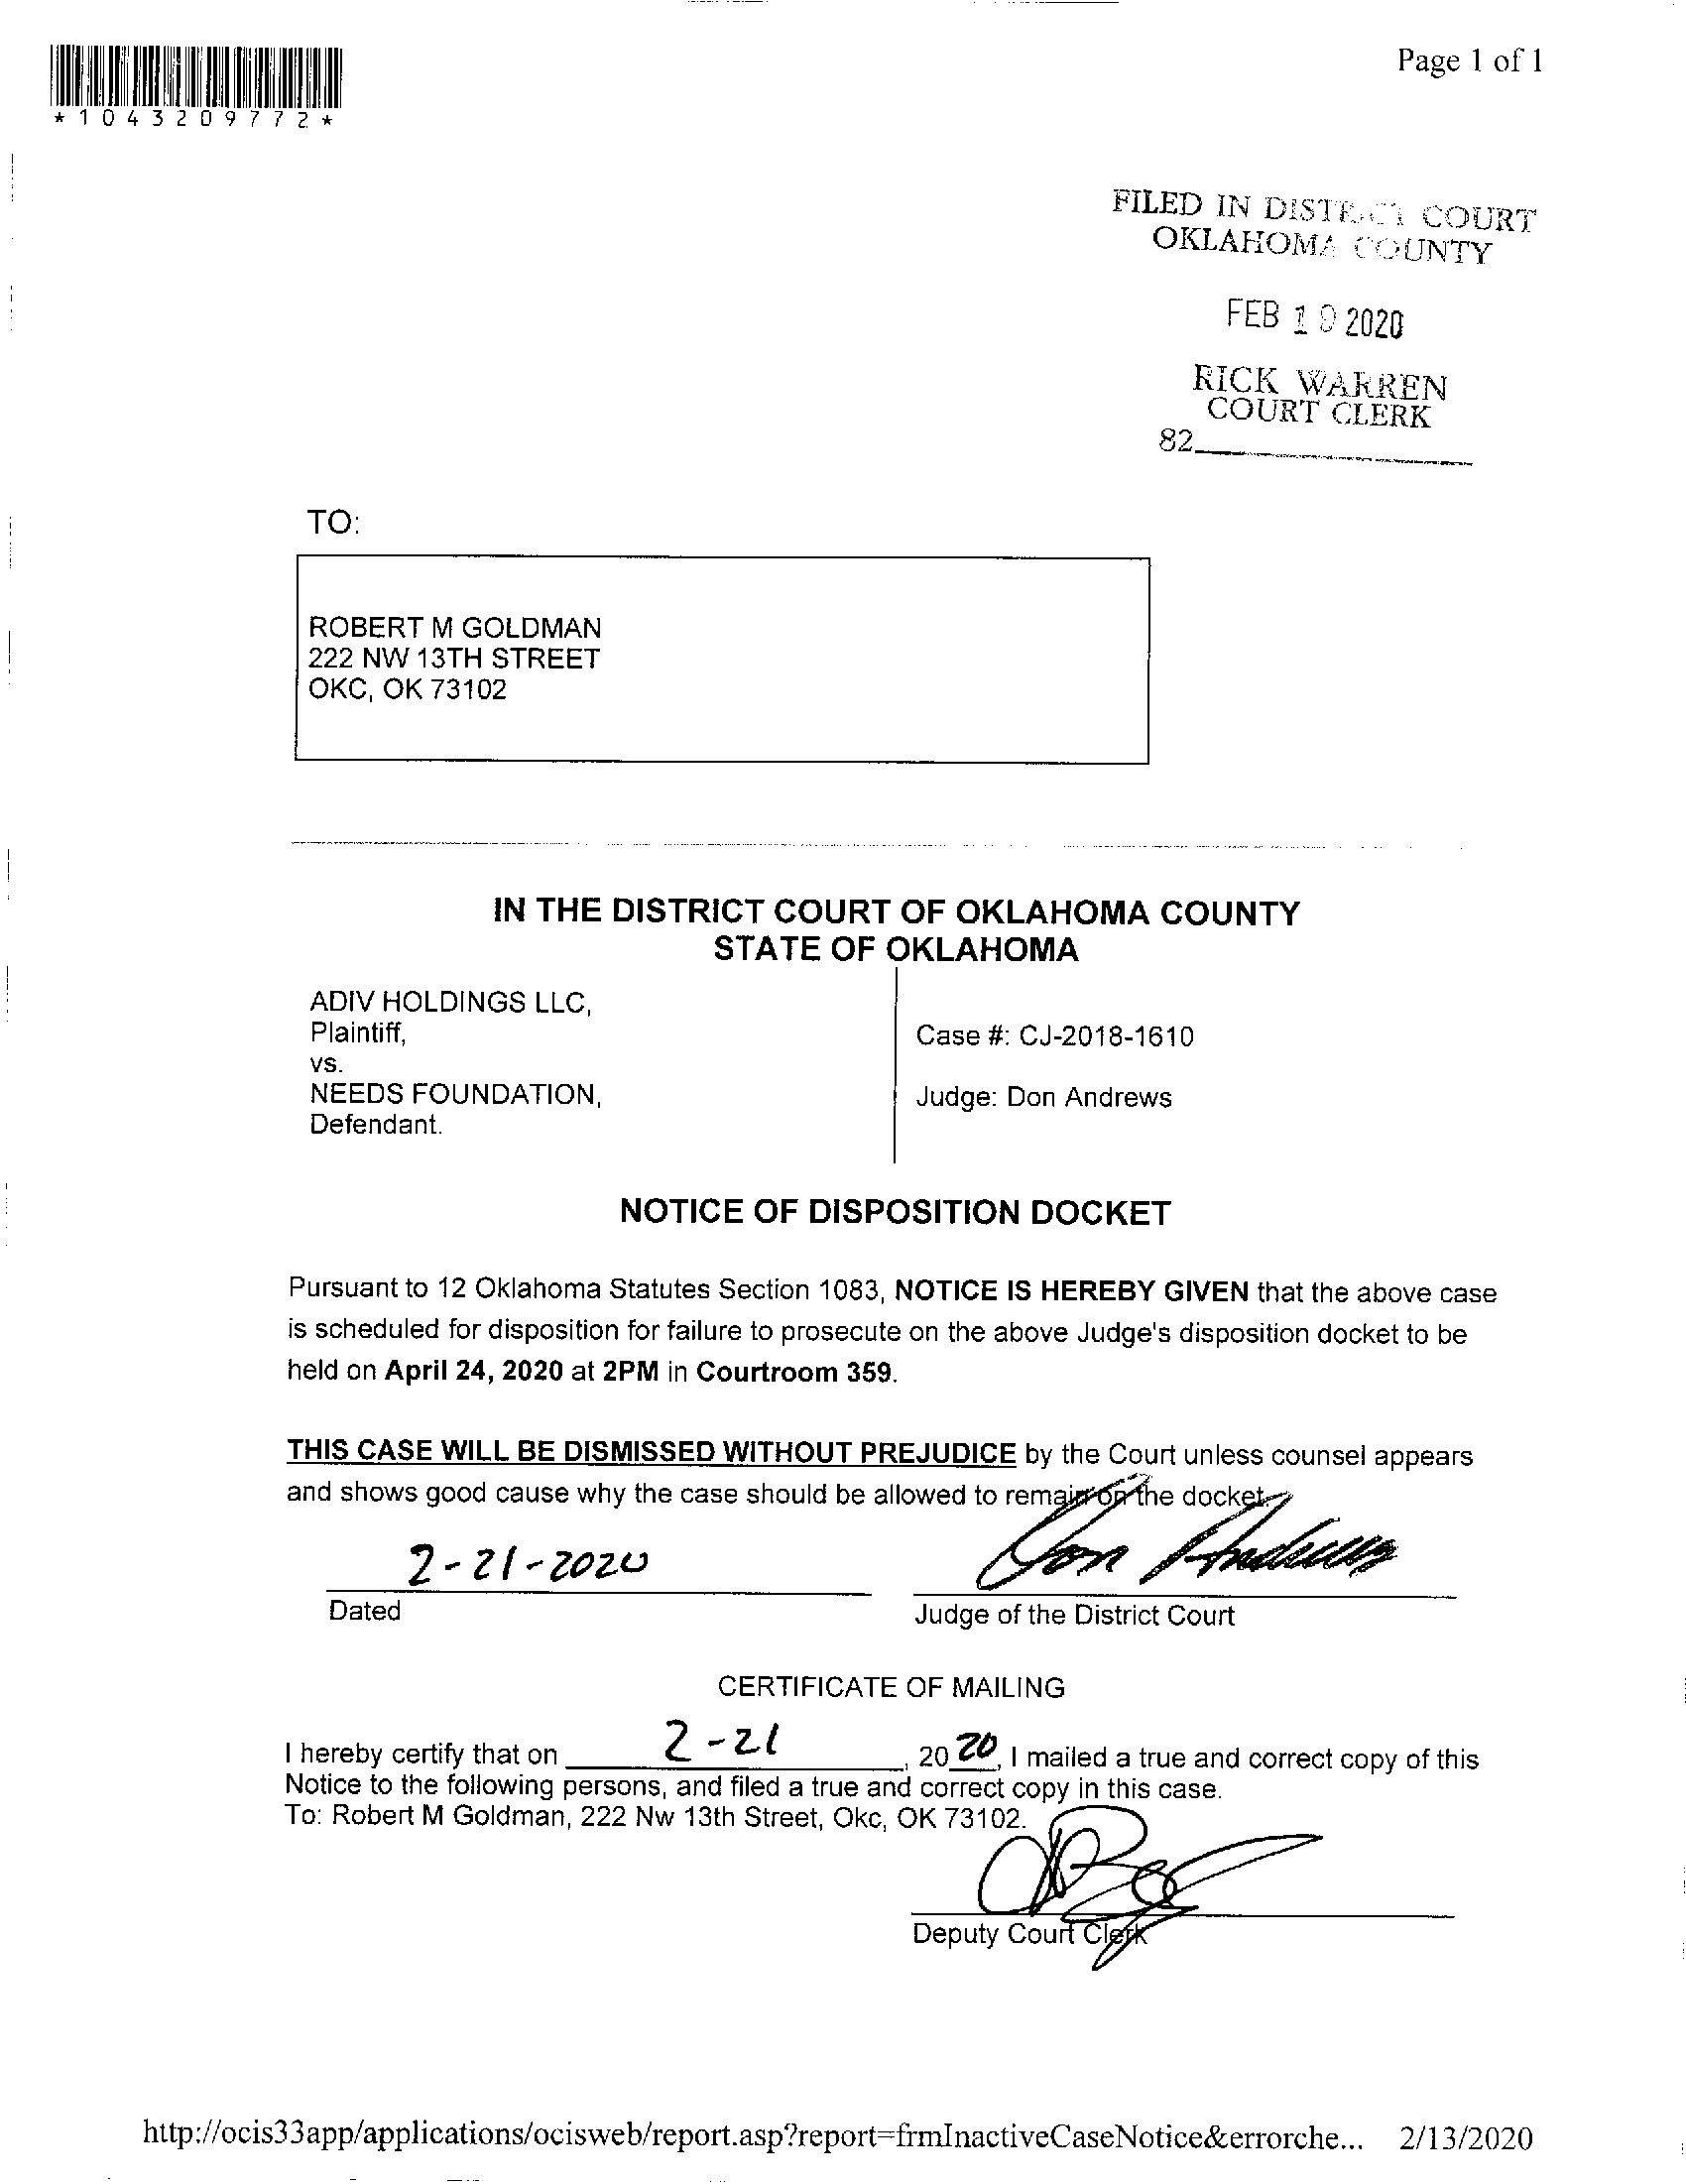 Page 1 of 1
*1043209772*
FILED IN DISTRICT COURT
OKLAHOMA COUNTY
FEB 19 2020
RICK WARREN
COURT CLERK
82
TO:
ROBERT M GOLDMAN
222 NW 13TH STREET
OKC, OK 73102
IN THE DISTRICT COURT OF OKLAHOMA COUNTY
STATE OF OKLAHOMA
ADIV HOLDINGS LLC,
Plaintiff,
vs.
NEEDS FOUNDATION,
Defendant.
Case #: CJ-2018-1610
Judge: Don Andrews
NOTICE OF DISPOSITION DOCKET
Pursuant to 12 Oklahoma Statutes Section 1083, NOTICE IS HEREBY GIVEN that the above case
is scheduled for disposition for failure to prosecute on the above Judge's disposition docket to be
held on April 24, 2020 at 2PM in Courtroom 359.
THIS CASE WILL BE DISMISSED WITHOUT PREJUDICE by the Court unless counsel appears
and shows good cause why the case should be allowed to remain on the docket.
2-21-2020
Don Andrews
Dated
Judge of the District Court
CERTIFICATE OF MAILING
I hereby certify that on 2-21, 2020, I mailed a true and correct copy of this
Notice to the following persons, and filed a true and correct copy in this case.
To: Robert M Goldman, 222 Nw 13th Street, Okc, OK 73102.
Deputy Court Clerk
http://ocis33app/applications/ocisweb/report.asp?report=frmInactiveCaseNotice&errorche... 2/13/2020